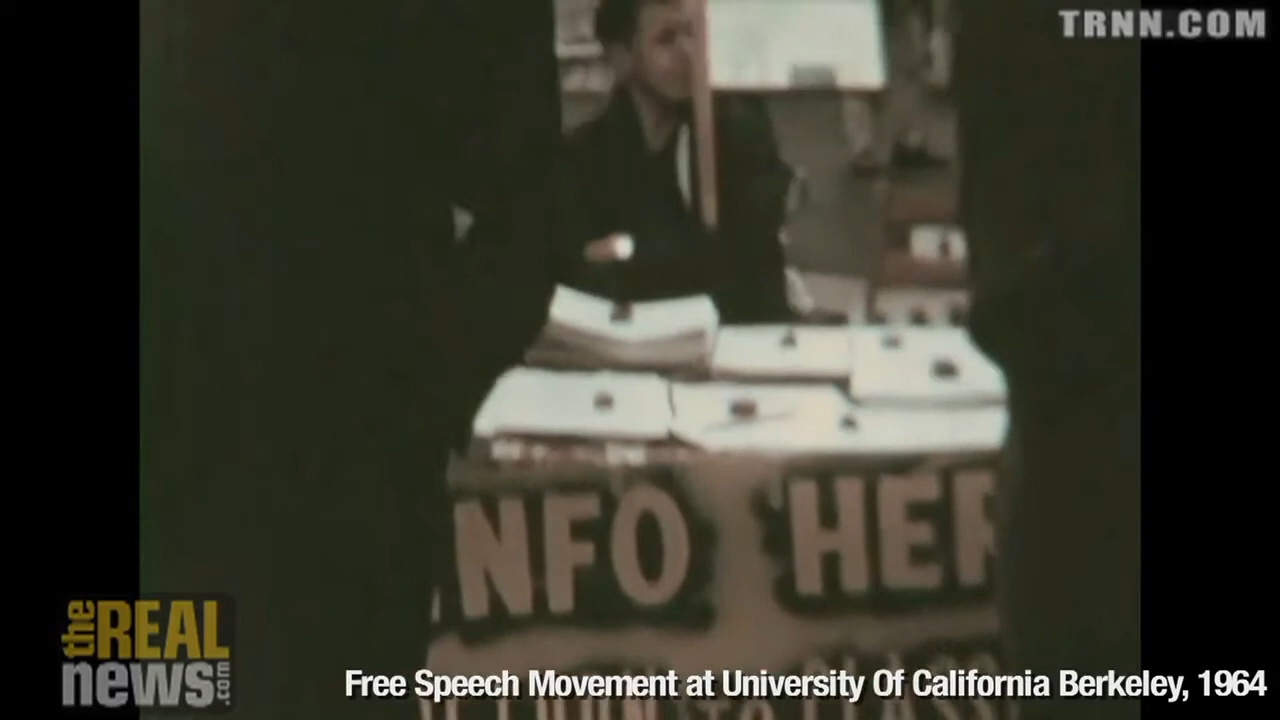 TRNN.COM
NFO HER
the REAL
news.com
Free Speech Movement at University Of California Berkeley, 1964